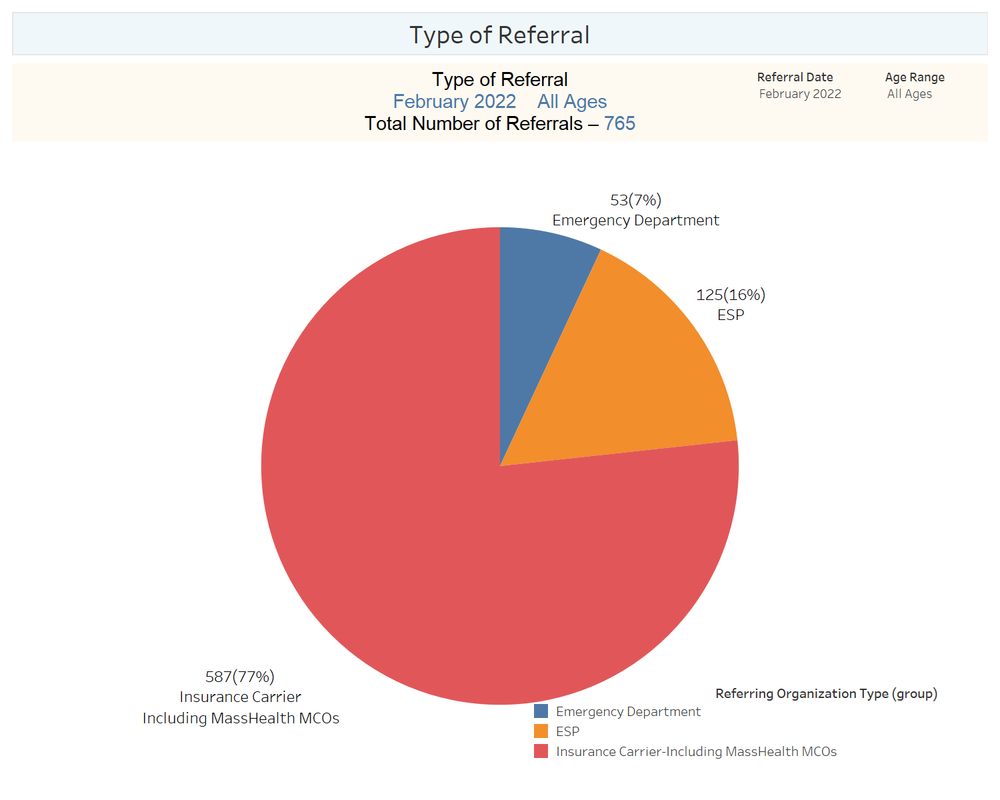 Type of Referral
Type of Referral
February 2022 All Ages
Total Number of Referrals – 765
Referral Date
February 2022
Age Range
All Ages
53(7%)
Emergency Department
125(16%)
ESP
587(77%)
Insurance Carrier
Including MassHealth MCOs
Referring Organization Type (group)
Emergency Department
ESP
Insurance Carrier-Including MassHealth MCOs